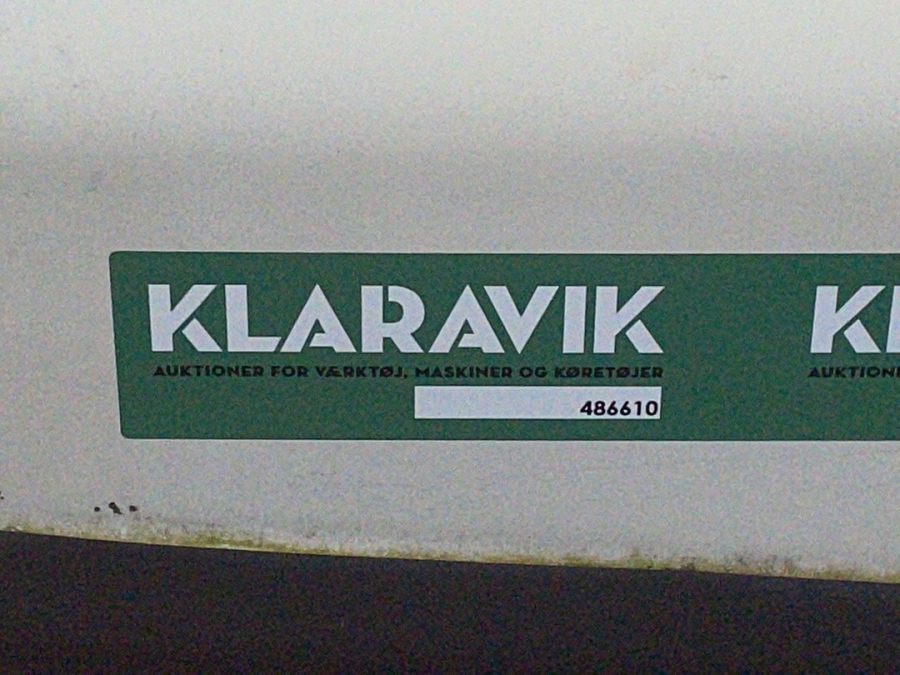 KLARAVIK
AUKTIONER FOR VÆRKTØJ, MASKINER OG KØRETØJER
486610